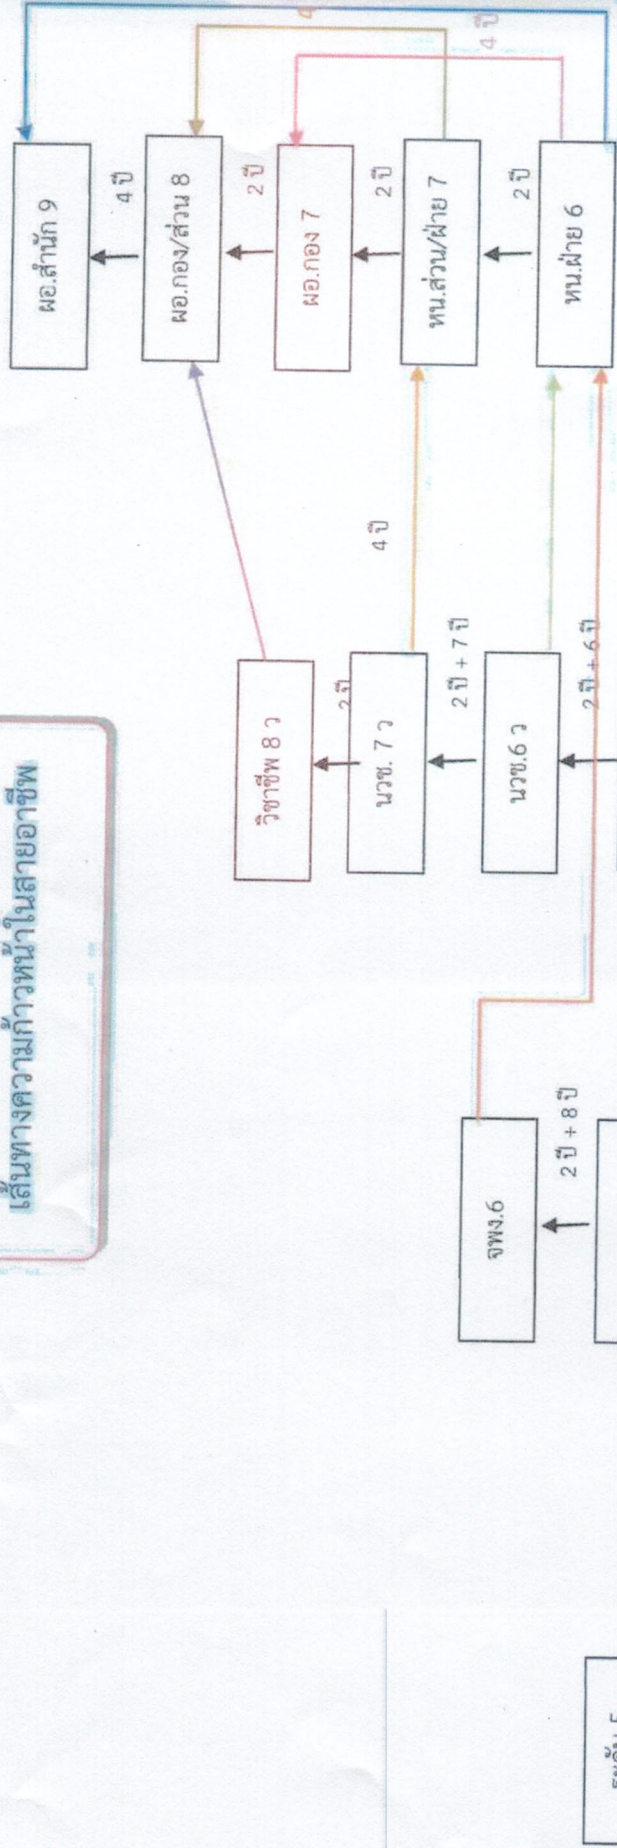 เส้นทางความก้าวหน้าในสายอาชีพ
ผอ.สำนัก 9
4 ปี
ผอ.กอง/ส่วน 8
2 ปี
ผอ.กอง 7
2 ปี
หน.ส่วน/ฝ่าย 7
2 ปี
หน.ฝ่าย 6
4
4 ปี
วิชาชีพ 8 ว
2 ปี
นวช. 7 ว
4 ปี
2 ปี + 7 ปี
นวช.6 ว
2 ปี + 6 ปี
จพง.6
2 ปี + 8 ปี